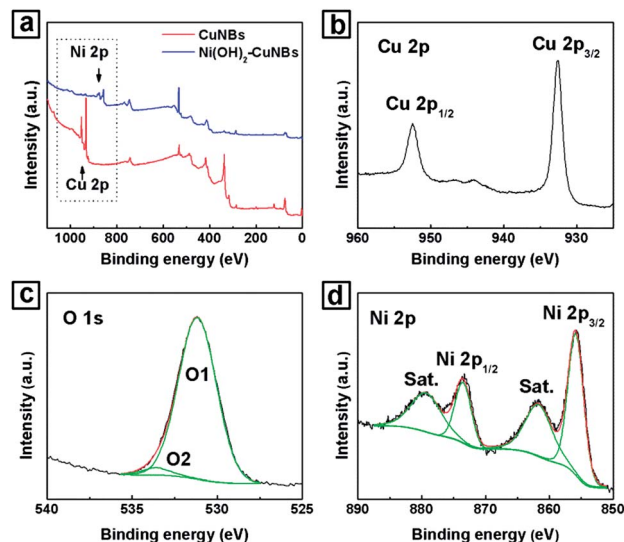 a
CuNBs
Ni(OH)₂-CuNBs
Ni 2p
Cu 2p
Intensity (a.u.)
1000 800 600 400 200 0
Binding energy (eV)
b
Cu 2p
Cu 2p₃/₂
Cu 2p₁/₂
Intensity (a.u.)
960 950 940 930
Binding energy (eV)
c
O 1s
O1
O2
Intensity (a.u.)
540 535 530 525
Binding energy (eV)
d
Ni 2p
Ni 2p₃/₂
Ni 2p₁/₂
Sat.
Sat.
Intensity (a.u.)
890 880 870 860 850
Binding energy (eV)